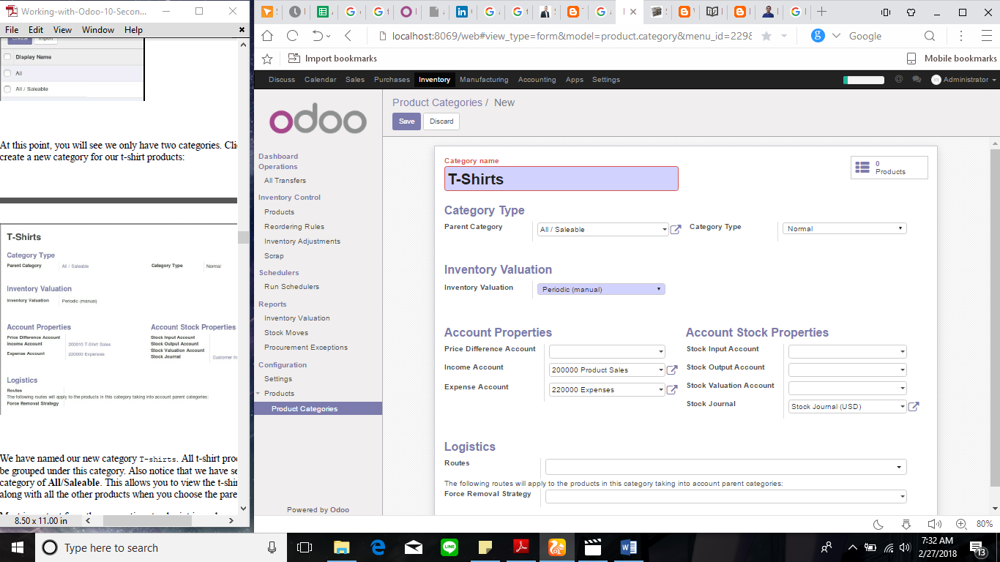 Working-with-Odoo-10-Secon...
File Edit View Window Help
Display Name
All
All / Saleable
At this point, you will see we only have two categories.
create a new category for our t-shirt products:
T-Shirts
Category Type
Parent Category All / Saleable Category Type Normal
Inventory Valuation
Inventory Valuation Periodic (manual)
Account Properties Account Stock Properties
Price Difference Account Stock Input Account
Income Account 200010 T-Shirt Sales Stock Output Account
Stock Valuation Account
Expense Account 220000 Expenses Stock Journal Customer
Logistics
Routes
The following routes will apply to the products in this category taking into account parent categories:
Force Removal Strategy
We have named our new category T-shirts. All t-shirt
be grouped under this category. Also notice that we have
category of All/Saleable. This allows you to view the
along with all the other products when you choose the
8.50 x 11.00 in
localhost:8069/web#view_type=form&model=product.category&menu_id=2298
Google
Import bookmarks
Mobile bookmarks
Discuss Calendar Sales Purchases Inventory Manufacturing Accounting Apps Settings
Administrator
odoo
Dashboard
Operations
All Transfers
Inventory Control
Products
Reordering Rules
Inventory Adjustments
Scrap
Schedulers
Run Schedulers
Reports
Inventory Valuation
Stock Moves
Procurement Exceptions
Configuration
Settings
Products
Product Categories
Powered by Odoo
Product Categories / New
Save Discard
Category name
T-Shirts
0
Products
Category Type
Parent Category All / Saleable Category Type Normal
Inventory Valuation
Inventory Valuation Periodic (manual)
Account Properties Account Stock Properties
Price Difference Account Stock Input Account
Income Account 200000 Product Sales Stock Output Account
Expense Account 220000 Expenses Stock Valuation Account
Stock Journal Stock Journal (USD)
Logistics
Routes
The following routes will apply to the products in this category taking into account parent categories:
Force Removal Strategy
80%
Type here to search
LINE
7:32 AM
2/27/2018
13